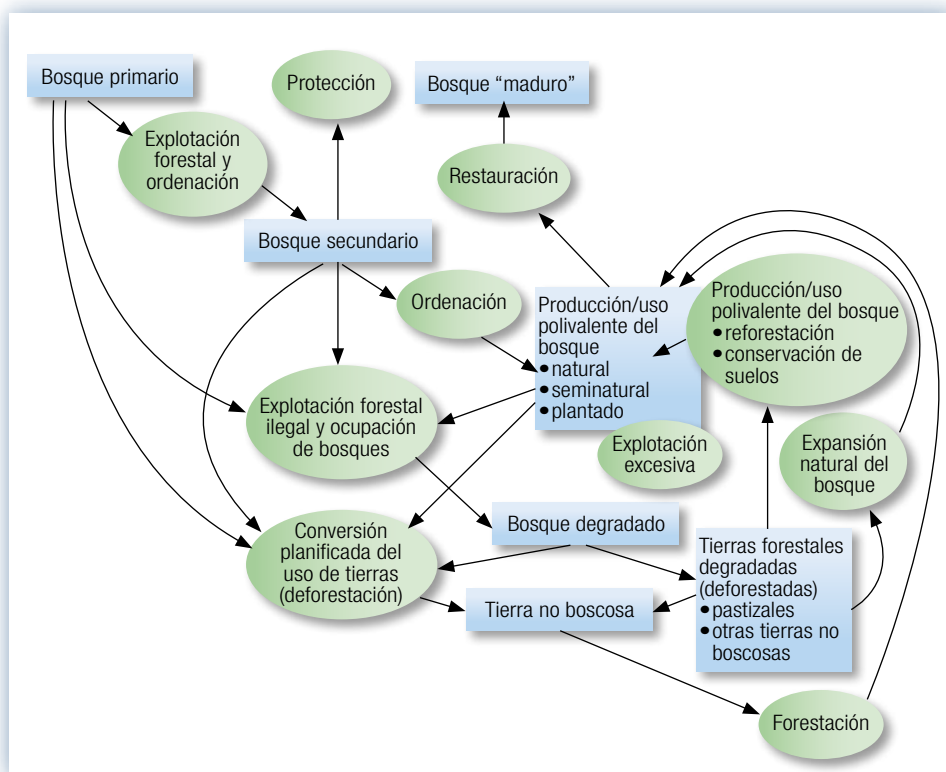 Bosque primario
Protección
Bosque “maduro”
Explotación
forestal y
ordenación
Restauración
Bosque secundario
Ordenación
Producción/uso
polivalente del
bosque
• natural
• seminatural
• plantado
Producción/uso
polivalente del bosque
• reforestación
• conservación de
suelos
Explotación forestal
ilegal y ocupación
de bosques
Explotación
excesiva
Expansión
natural del
bosque
Bosque degradado
Conversión
planificada del
uso de tierras
(deforestación)
Tierra no boscosa
Tierras forestales
degradadas
(deforestadas)
• pastizales
• otras tierras no
boscosas
Forestación